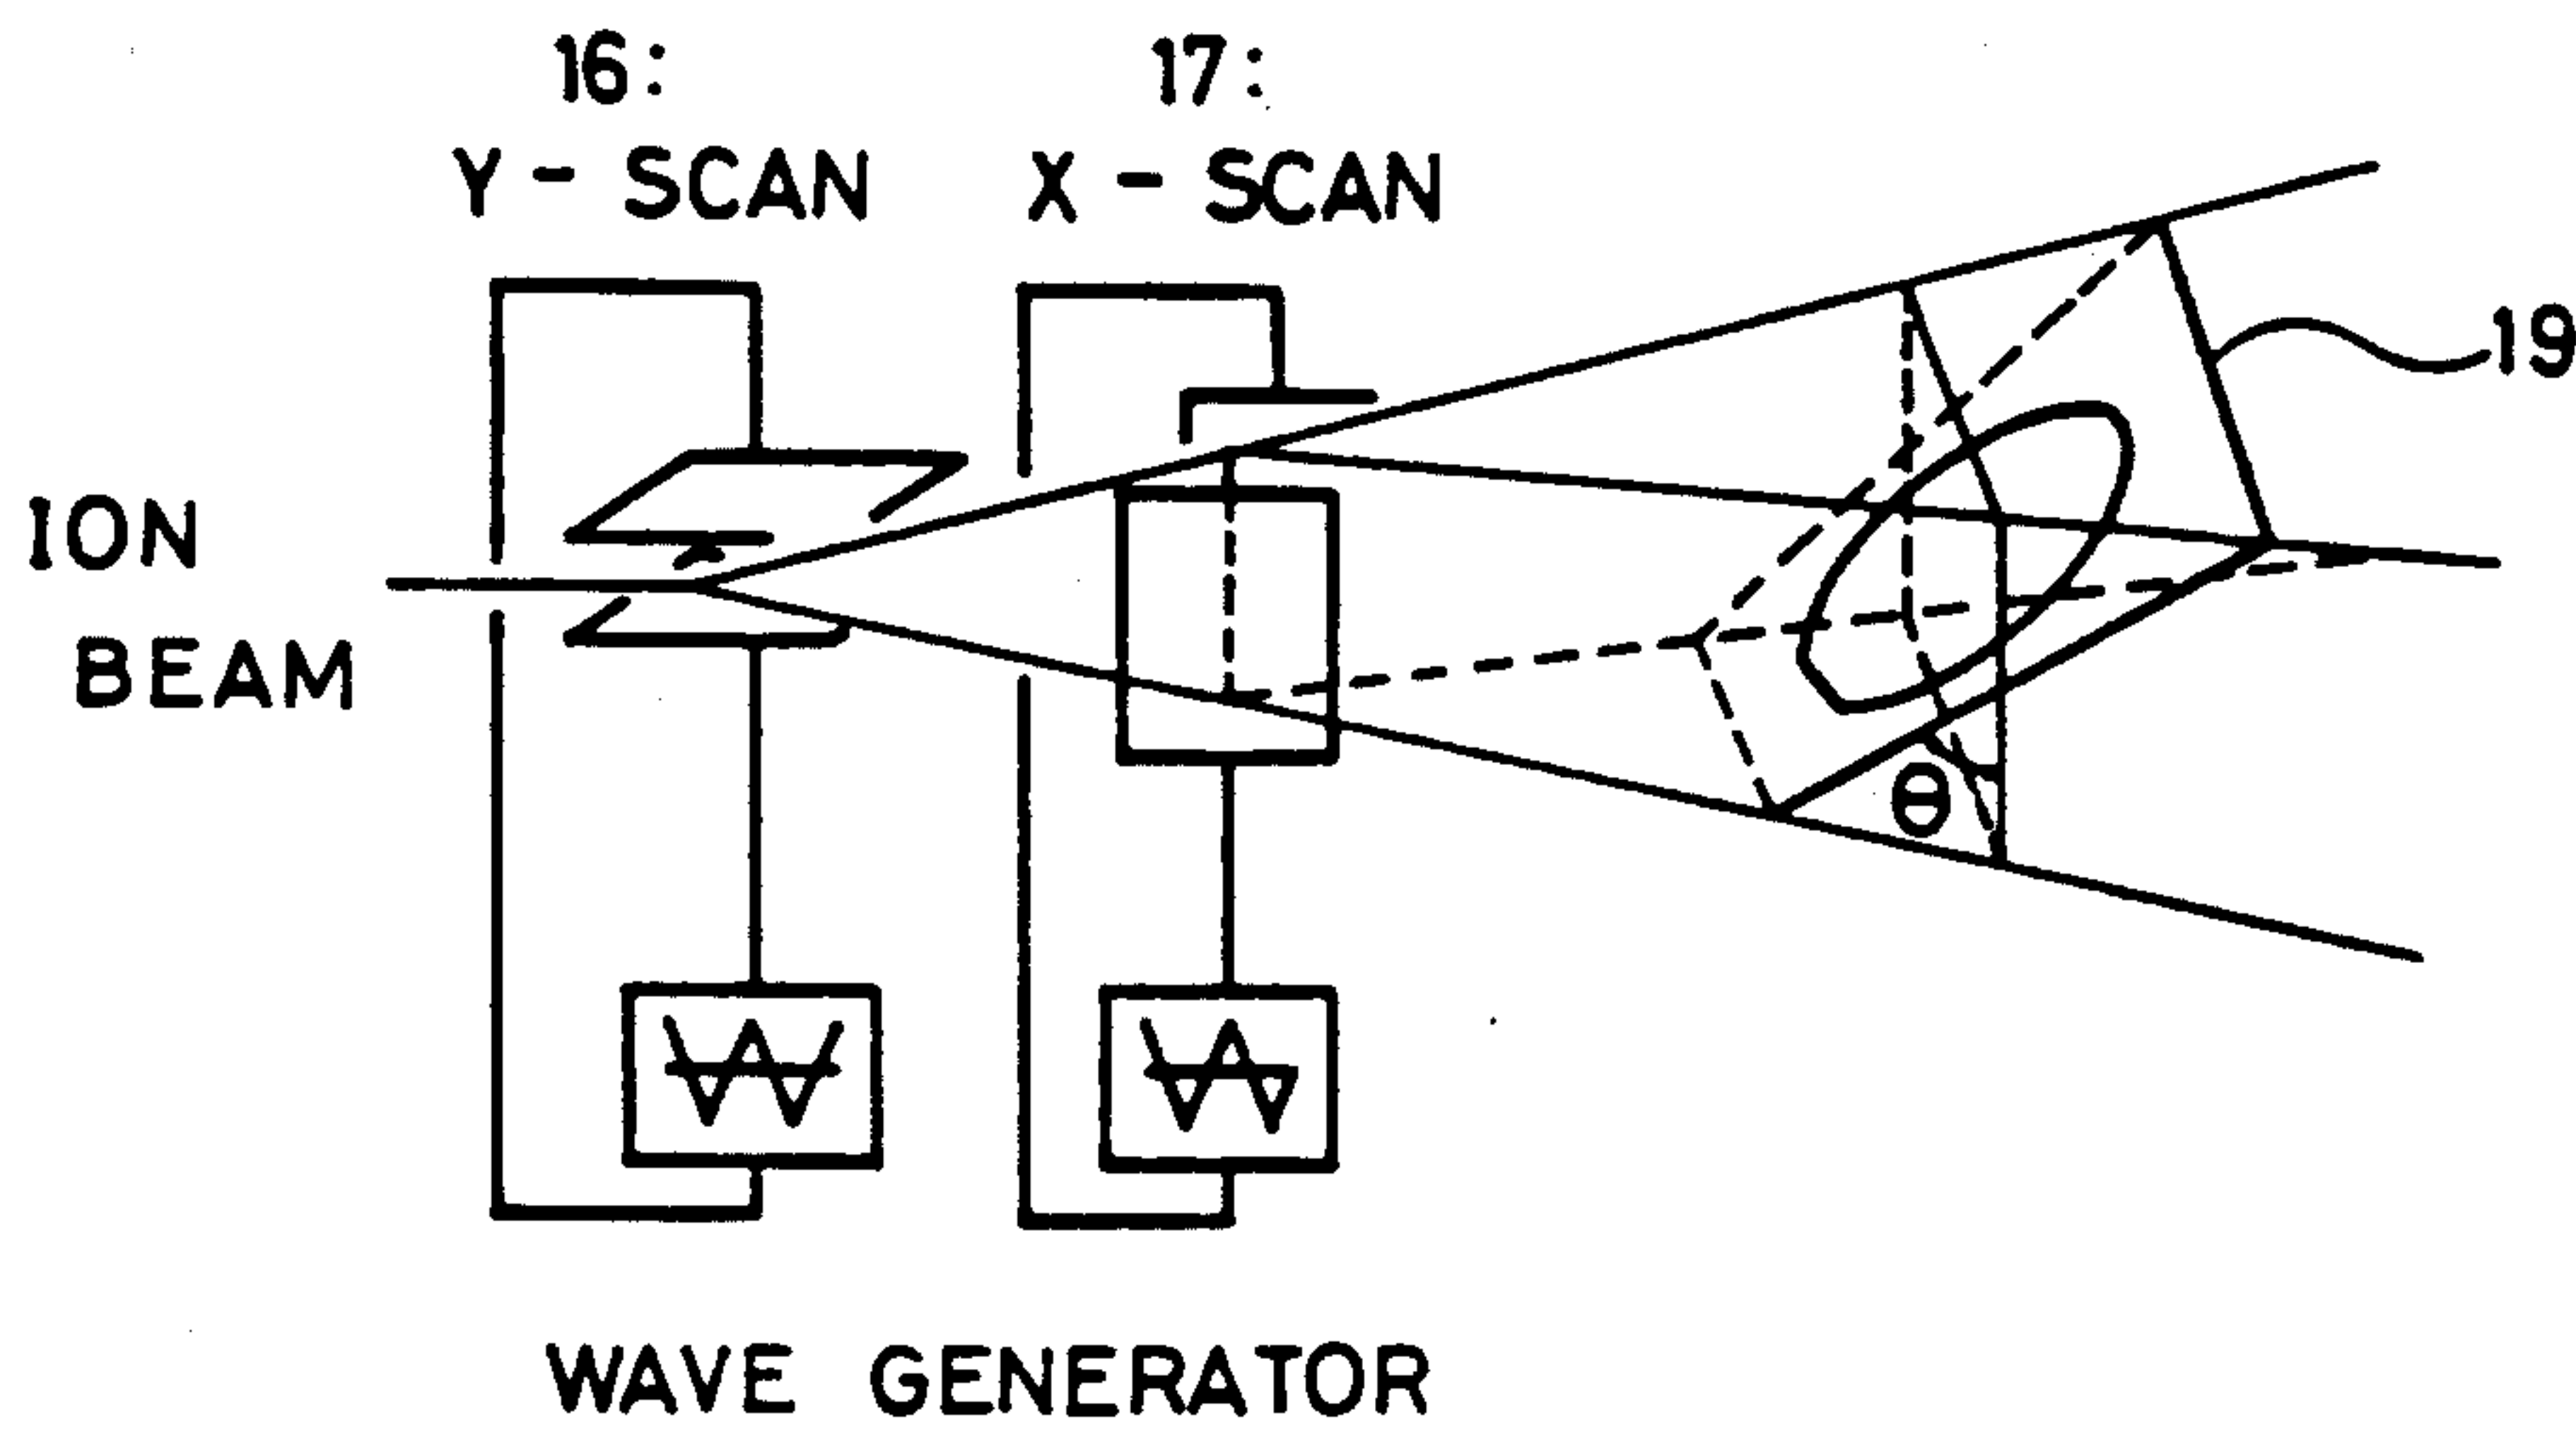 16:
Y - SCAN
17:
X - SCAN
19
ION
BEAM
θ
WAVE GENERATOR